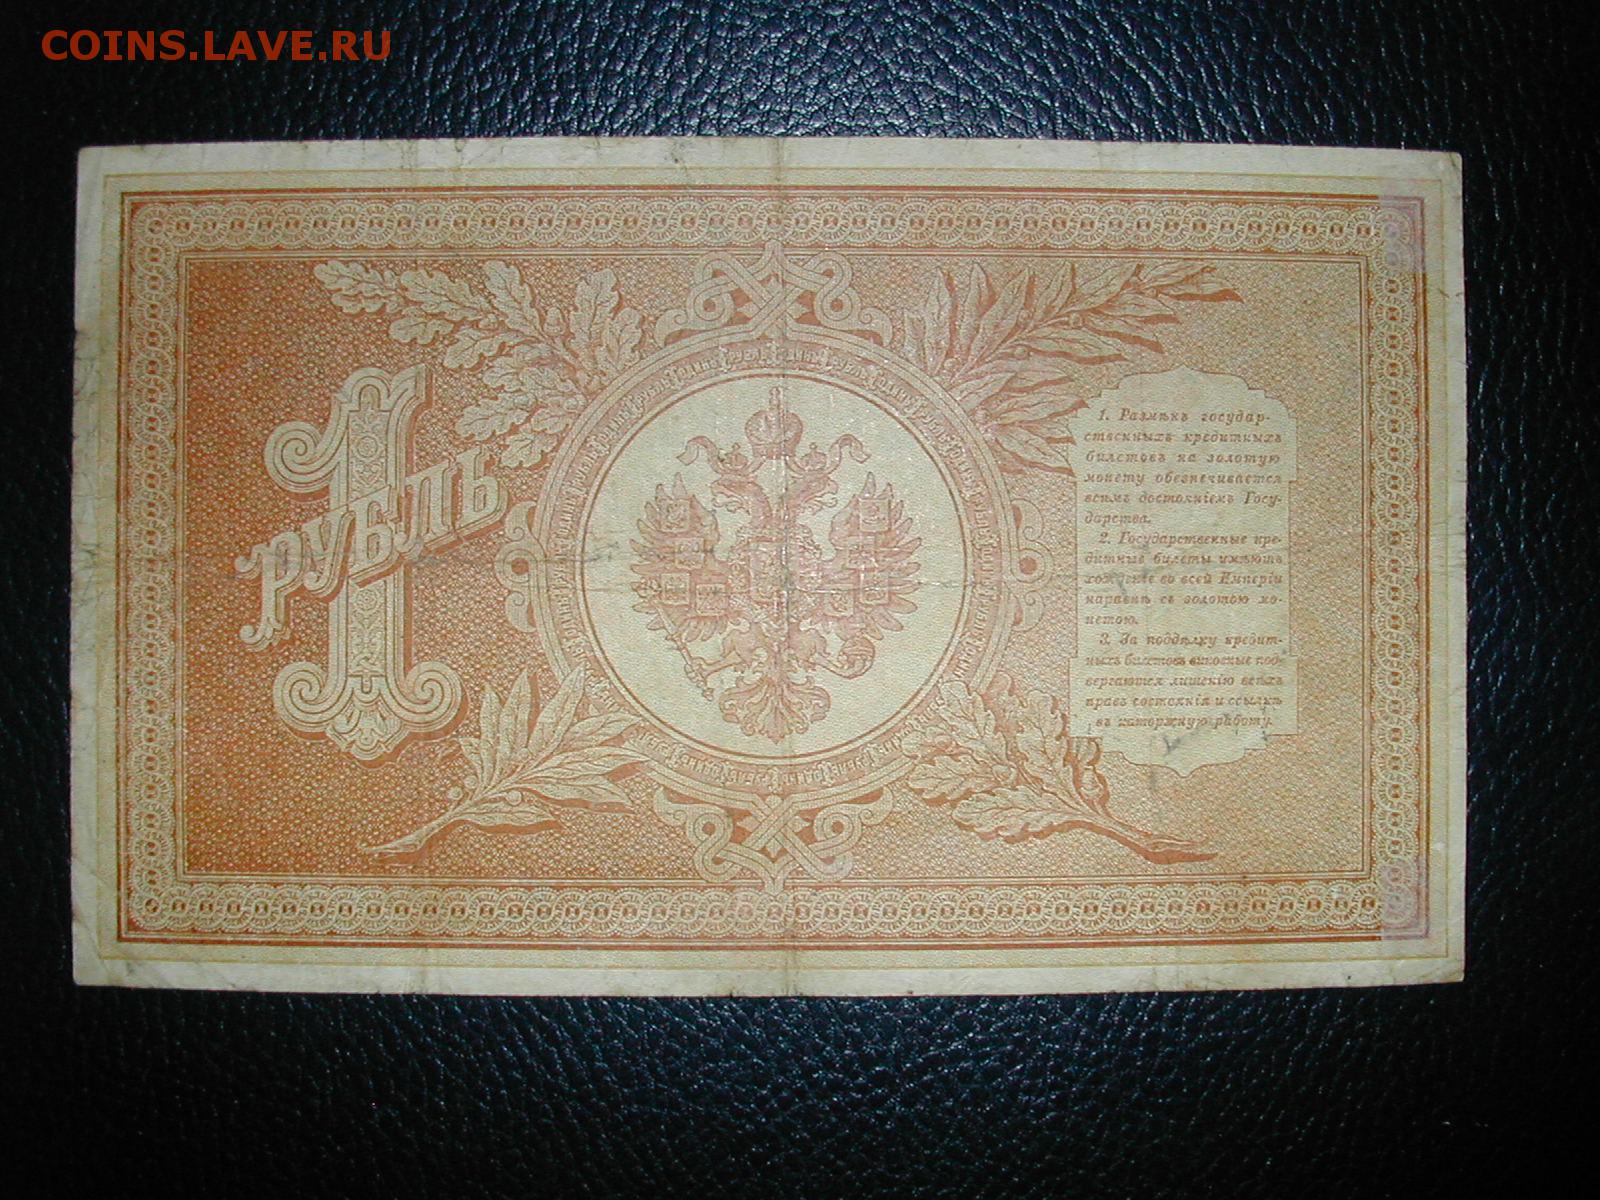 COINS.LAVE.RU
1
РУБЛЬ
1. Размѣнъ государ-
ственныхъ кредитныхъ
билетовъ на золотую
монету обезпечивается
всѣмъ достояніемъ Госу-
дарства.
2. Государственные кре-
дитные билеты имѣютъ
хожденіе во всей Имперіи
наравнѣ съ золотою мо-
нетою.
3. За поддѣлку кредит-
ныхъ билетовъ виновные под-
вергаются лишенію всѣхъ
правъ состоянія и ссылкѣ
въ каторжную работу.